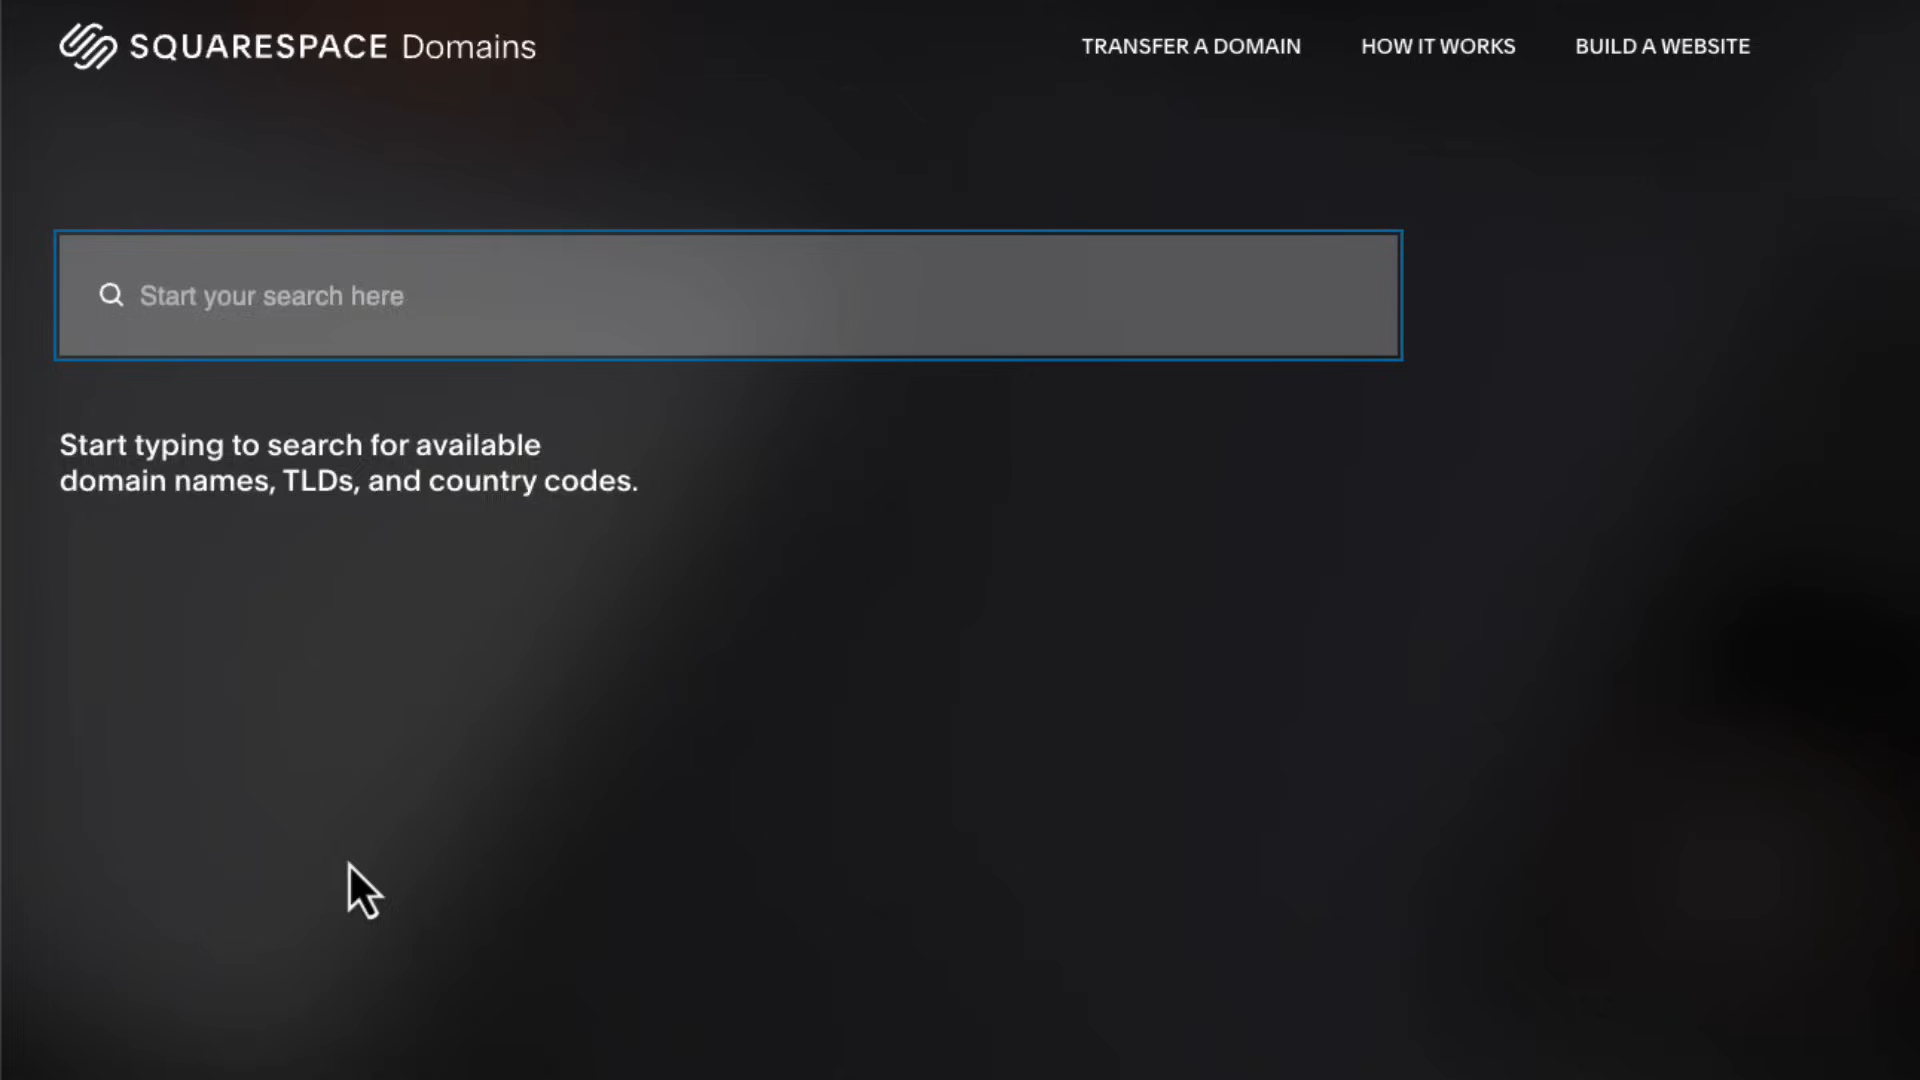 SQUARESPACE Domains
TRANSFER A DOMAIN
HOW IT WORKS
BUILD A WEBSITE
Start your search here
Start typing to search for available
domain names, TLDs, and country codes.